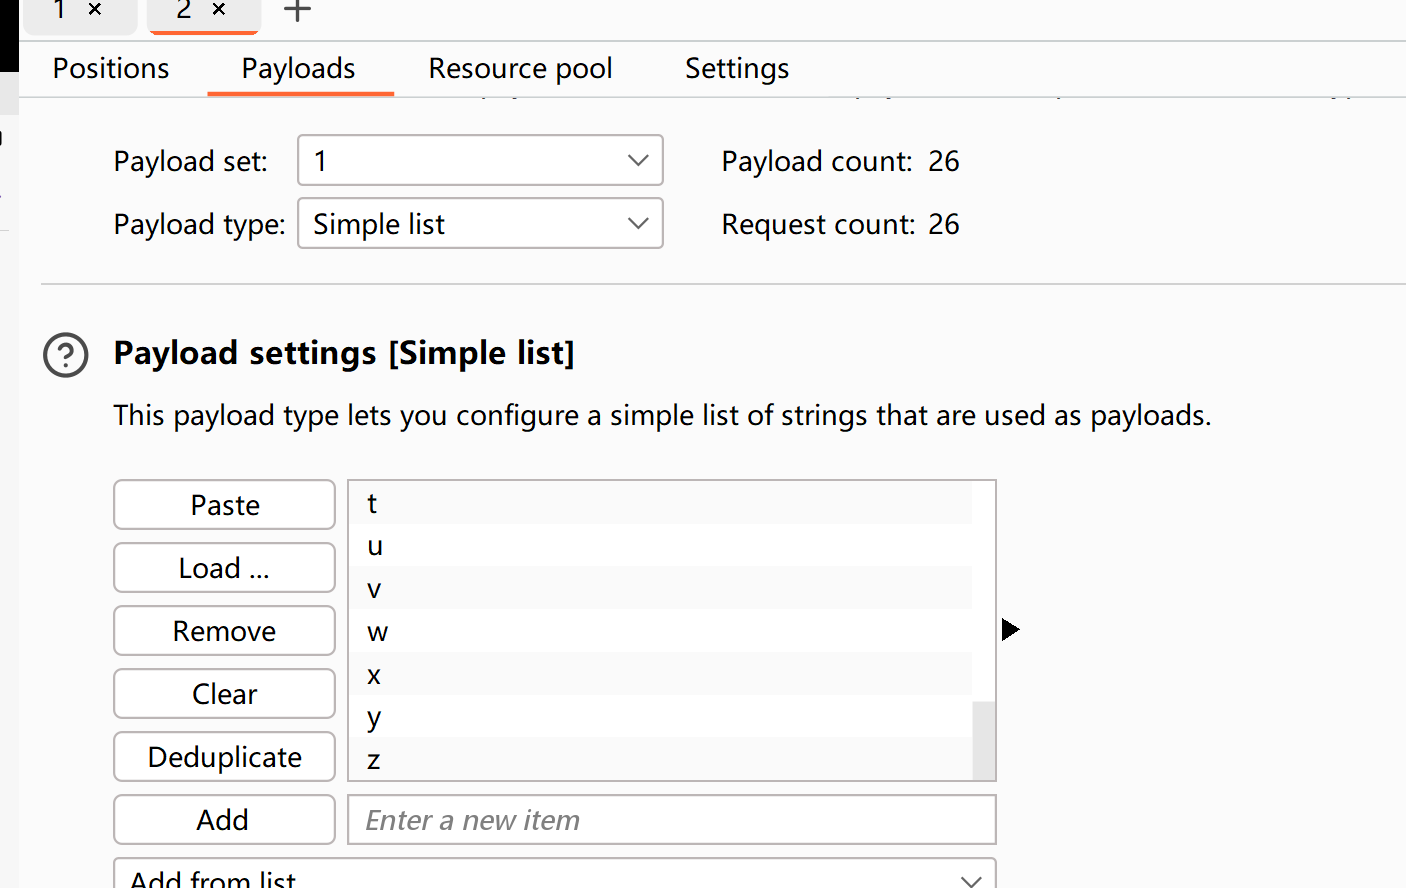 1 × 2 × +
Positions Payloads Resource pool Settings
Payload set: 1 Payload count: 26
Payload type: Simple list Request count: 26
Payload settings [Simple list]
This payload type lets you configure a simple list of strings that are used as payloads.
Paste
Load ...
Remove
Clear
Deduplicate
t
u
v
w
x
y
z
Add Enter a new item
Add from list